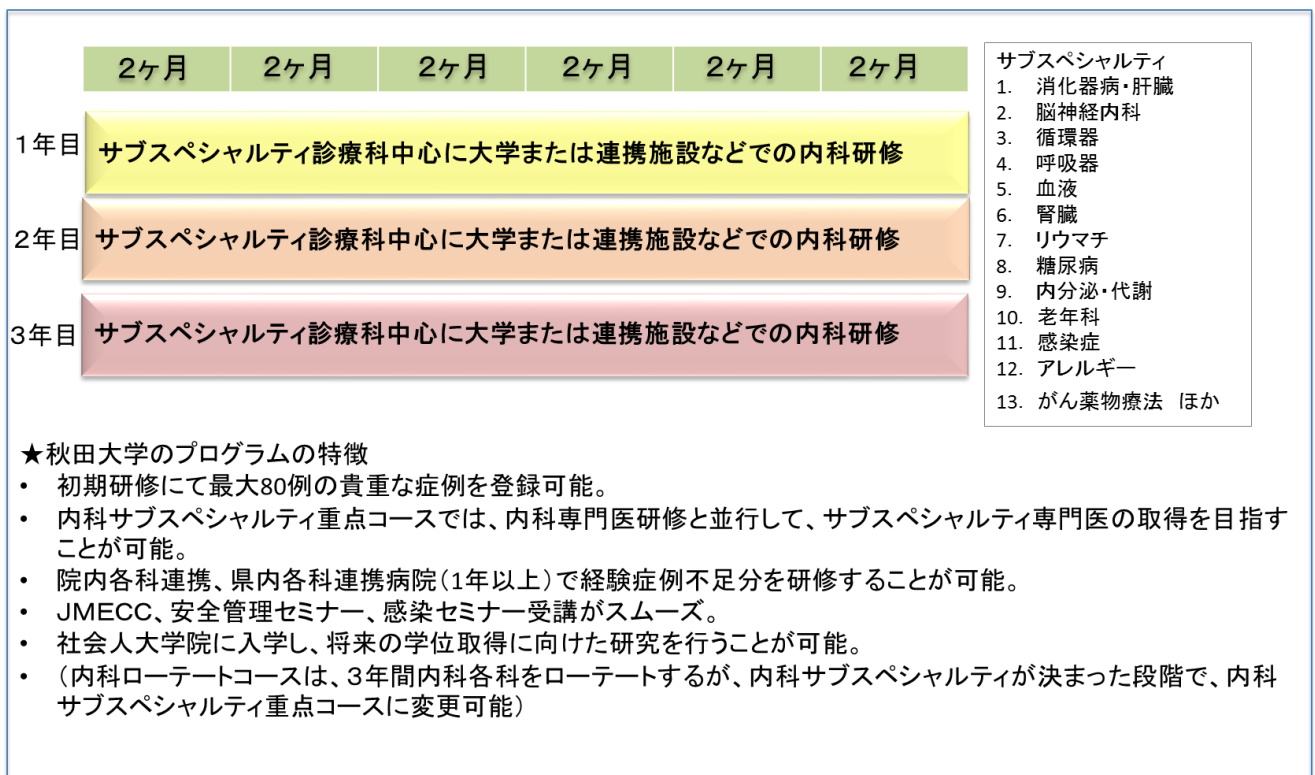 2ヶ月 2ヶ月 2ヶ月 2ヶ月 2ヶ月 2ヶ月
1年目 サブスペシャルティ診療科中心に大学または連携施設などでの内科研修
2年目 サブスペシャルティ診療科中心に大学または連携施設などでの内科研修
3年目 サブスペシャルティ診療科中心に大学または連携施設などでの内科研修
サブスペシャルティ
1. 消化器病・肝臓
2. 脳神経内科
3. 循環器
4. 呼吸器
5. 血液
6. 腎臓
7. リウマチ
8. 糖尿病
9. 内分泌・代謝
10. 老年科
11. 感染症
12. アレルギー
13. がん薬物療法 ほか
★秋田大学のプログラムの特徴
• 初期研修にて最大80例の貴重な症例を登録可能。
• 内科サブスペシャルティ重点コースでは、内科専門医研修と並行して、サブスペシャルティ専門医の取得を目指す
ことが可能。
• 院内各科連携、県内各科連携病院(1年以上)で経験症例不足分を研修することが可能。
• JMECC、安全管理セミナー、感染セミナー受講がスムーズ。
• 社会人大学院に入学し、将来の学位取得に向けた研究を行うことが可能。
• (内科ローテートコースは、3年間内科各科をローテートするが、内科サブスペシャルティが決まった段階で、内科
サブスペシャルティ重点コースに変更可能)